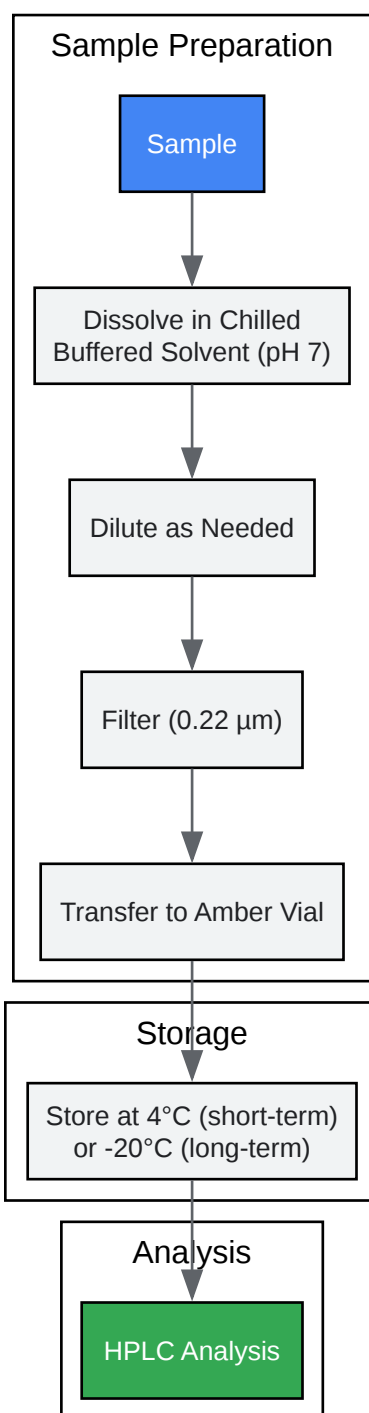 Sample Preparation
Sample
Dissolve in Chilled
Buffered Solvent (pH 7)
Dilute as Needed
Filter (0.22 µm)
Transfer to Amber Vial
Storage
Store at 4°C (short-term)
or -20°C (long-term)
Analysis
HPLC Analysis